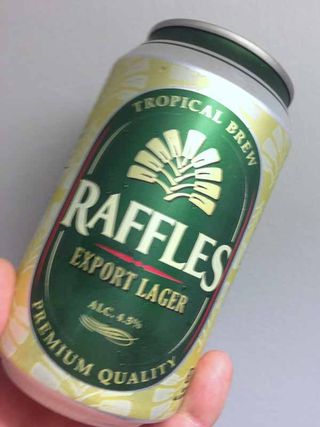 TROPICAL BREW
RAFFLES
EXPORT LAGER
ALC. 4.5%
PREMIUM QUALITY